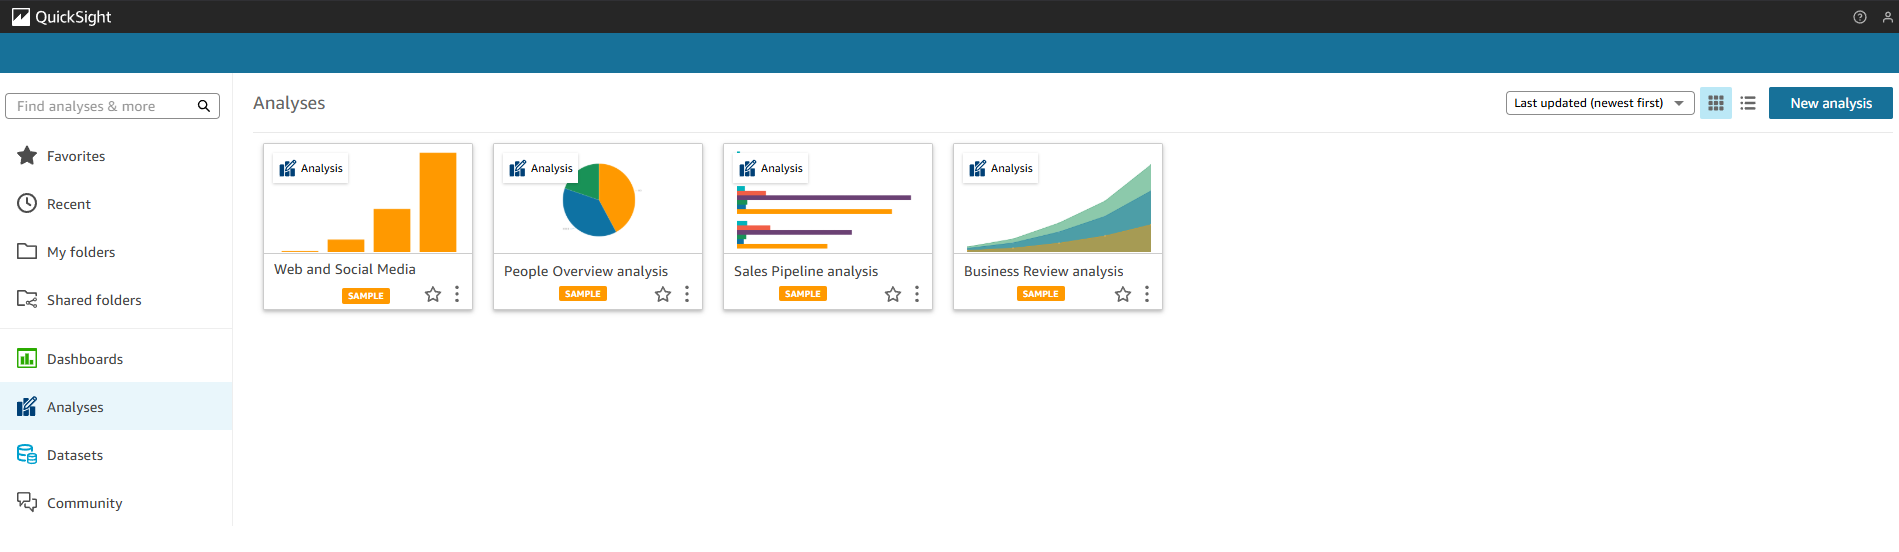 QuickSight
Find analyses & more
Favorites
Recent
My folders
Shared folders
Dashboards
Analyses
Datasets
Community
Analyses
Last updated (newest first)
New analysis
Analysis
Web and Social Media
SAMPLE
Analysis
People Overview analysis
SAMPLE
Analysis
Sales Pipeline analysis
SAMPLE
Analysis
Business Review analysis
SAMPLE